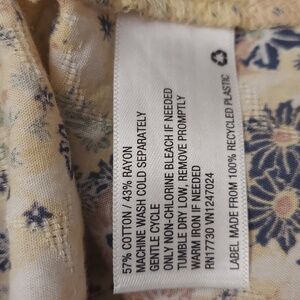 57% COTTON / 43% RAYON
MACHINE WASH COLD SEPARATELY
GENTLE CYCLE
ONLY NON-CHLORINE BLEACH IF NEEDED
TUMBLE DRY LOW, REMOVE PROMPTLY
WARM IRON IF NEEDED
RN17730 VN1247024
LABEL MADE FROM 100% RECYCLED PLASTIC